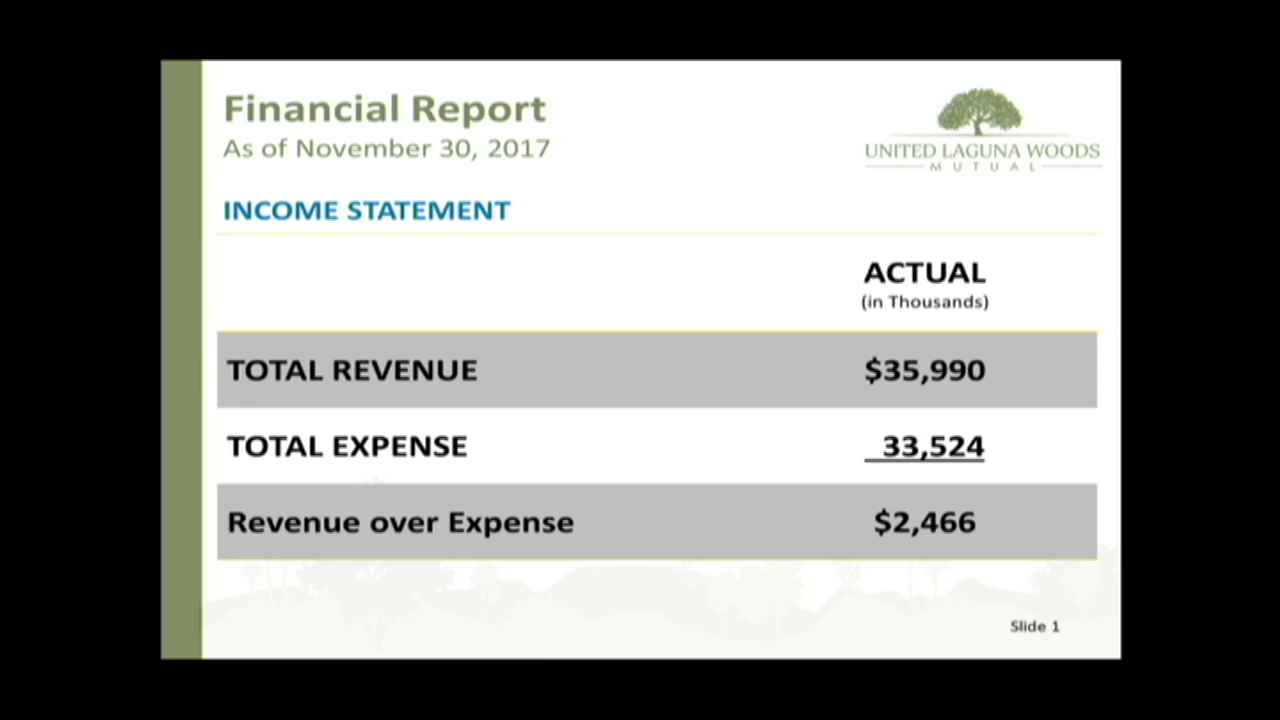 Financial Report
As of November 30, 2017
UNITED LAGUNA WOODS
MUTUAL
INCOME STATEMENT
ACTUAL
(in Thousands)
TOTAL REVENUE $35,990
TOTAL EXPENSE 33,524
Revenue over Expense $2,466
Slide 1